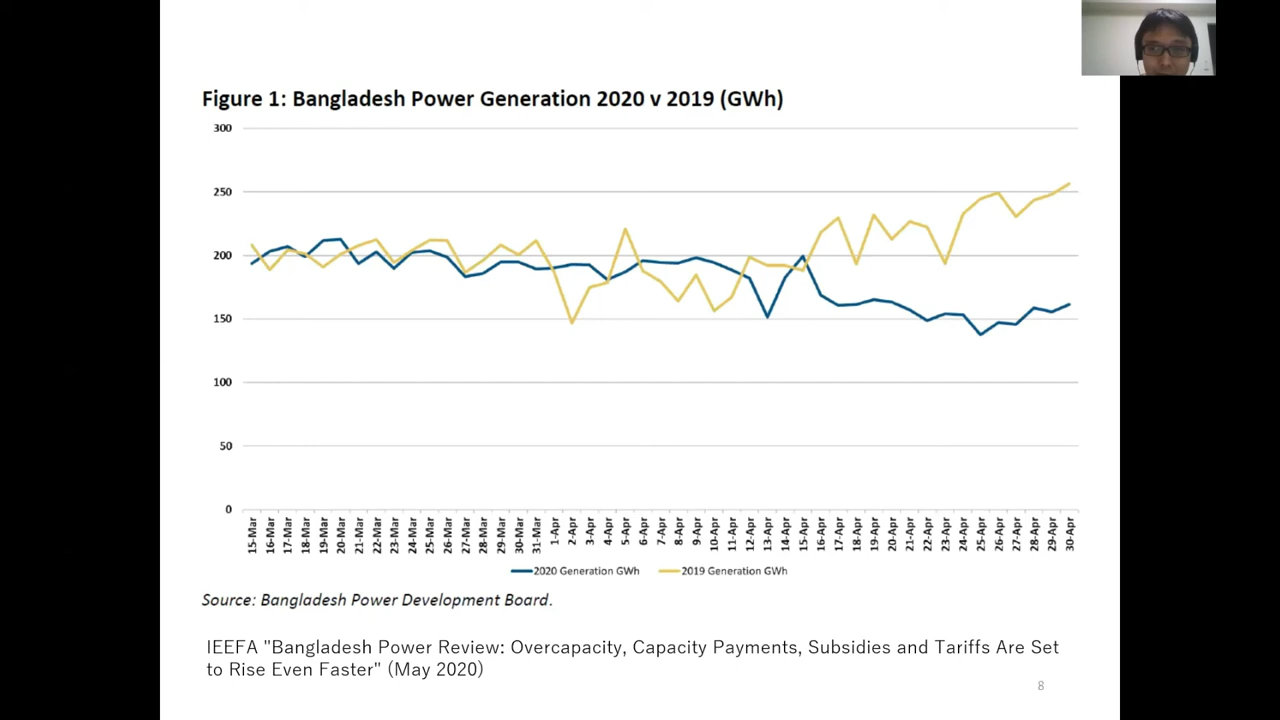 Figure 1: Bangladesh Power Generation 2020 v 2019 (GWh)
300
250
200
150
100
50
0
15-Mar 16-Mar 17-Mar 18-Mar 19-Mar 20-Mar 21-Mar 22-Mar 23-Mar 24-Mar 25-Mar 26-Mar 27-Mar 28-Mar 29-Mar 30-Mar 31-Mar 1-Apr 2-Apr 3-Apr 4-Apr 5-Apr 6-Apr 7-Apr 8-Apr 9-Apr 10-Apr 11-Apr 12-Apr 13-Apr 14-Apr 15-Apr 16-Apr 17-Apr 18-Apr 19-Apr 20-Apr 21-Apr 22-Apr 23-Apr 24-Apr 25-Apr 26-Apr 27-Apr 28-Apr 29-Apr 30-Apr
2020 Generation GWh 2019 Generation GWh
Source: Bangladesh Power Development Board.
IEEFA "Bangladesh Power Review: Overcapacity, Capacity Payments, Subsidies and Tariffs Are Set
to Rise Even Faster" (May 2020)
8